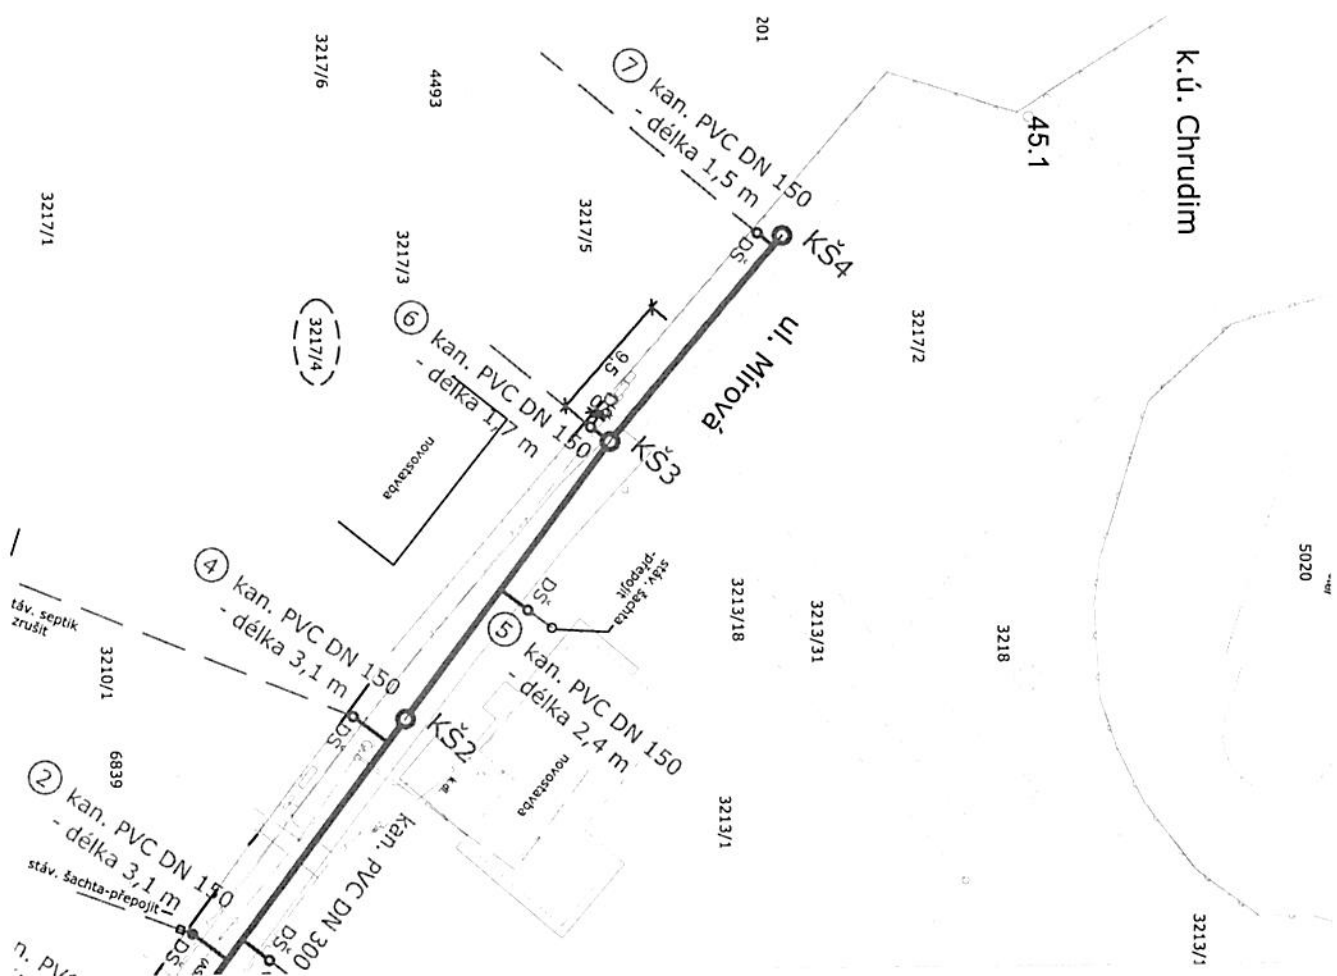 201
3217/6
4493
k.ú. Chrudim
45.1
7
kan. PVC DN 150
- délka 1,5 m
DŠ
KŠ4
3217/1
3217/3
3217/5
3217/2
ul. Mírová
3217/4
9,5
6
kan. PVC DN 150
- délka 1,7 m
KŠ3
novostavba
5020
stáv. šachta
-přepojit
DŠ
3213/18
3213/31
3218
4
kan. PVC DN 150
- délka 3,1 m
5
kan. PVC DN 150
- délka 2,4 m
táv. septik
zrušit
3210/1
DŠ
KŠ2
novostavba
6839
3213/1
2
kan. PVC DN 150
- délka 3,1 m
kan. PVC DN 300
stáv. šachta-přepojit
DŠ
DŠ
3213/1
n. PVC